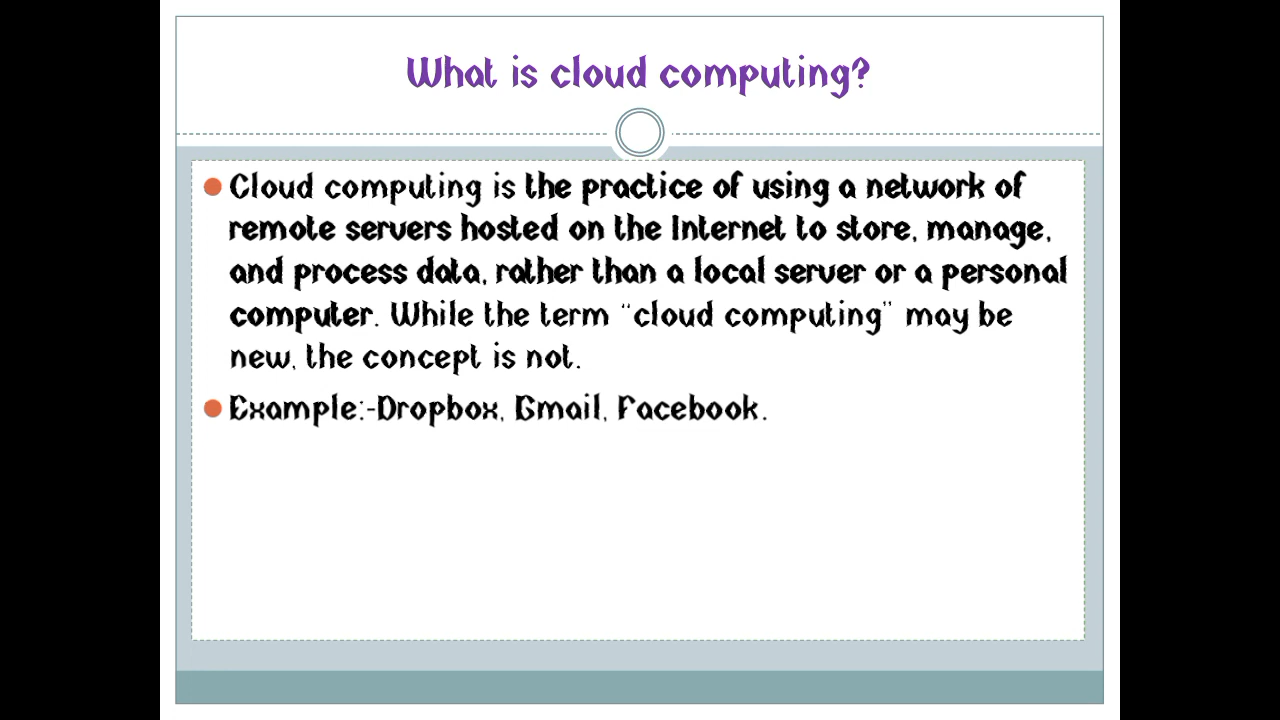 What is cloud computing?
Cloud computing is the practice of using a network of
remote servers hosted on the Internet to store, manage,
and process data, rather than a local server or a personal
computer. While the term “cloud computing” may be
new, the concept is not.
Example:-Dropbox, Gmail, Facebook.